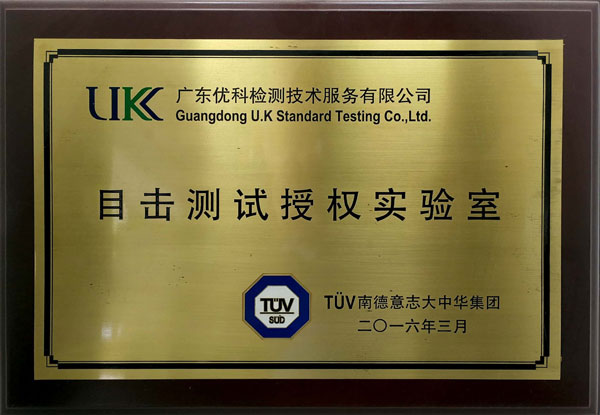 UKK
广东优科检测技术服务有限公司
Guangdong U.K Standard Testing Co.,Ltd.
目击测试授权实验室
TÜV
SÜD
TÜV南德意志大中华集团
二〇一六年三月